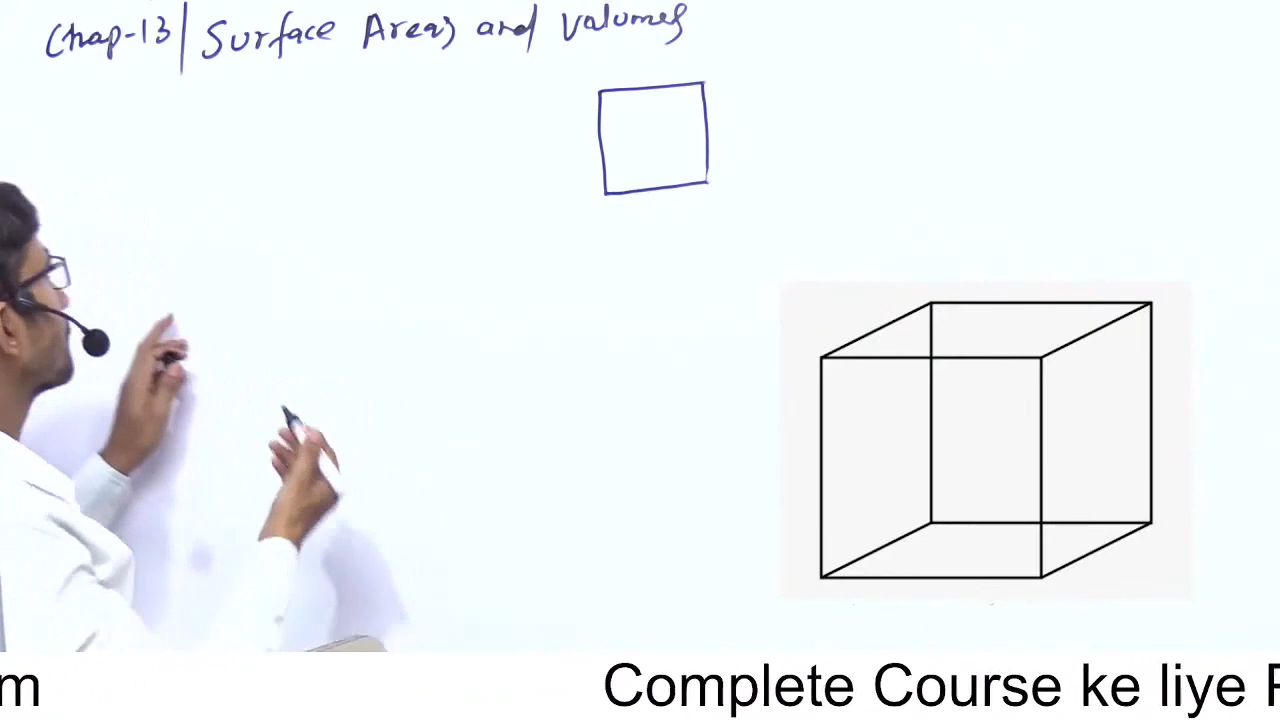 Chap-13 | Surface Areas and Volumes
m Complete Course ke liye P